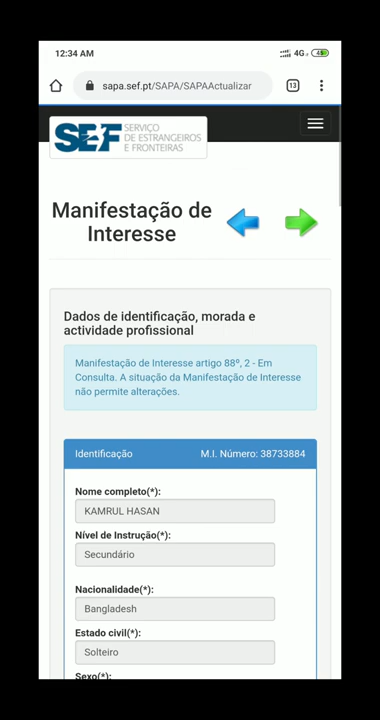 12:34 AM
4G
sapa.sef.pt/SAPA/SAPAActualizar
13
SEF SERVIÇO
DE ESTRANGEIROS
E FRONTEIRAS
Manifestação de
Interesse
Dados de identificação, morada e
actividade profissional
Manifestação de Interesse artigo 88º, 2 - Em
Consulta. A situação da Manifestação de Interesse
não permite alterações.
Identificação M.I. Número: 38733884
Nome completo(*):
KAMRUL HASAN
Nível de Instrução(*):
Secundário
Nacionalidade(*):
Bangladesh
Estado civil(*):
Solteiro
Sexo(*):